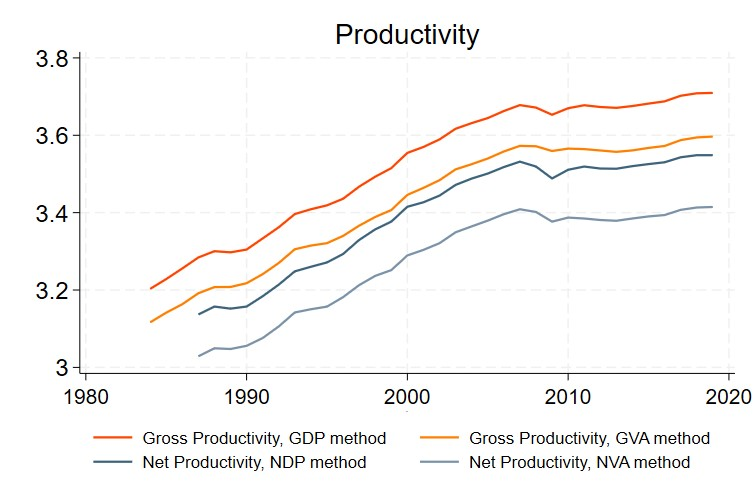 Productivity
3.8
3.6
3.4
3.2
3
1980 1990 2000 2010 2020
Gross Productivity, GDP method Gross Productivity, GVA method
Net Productivity, NDP method Net Productivity, NVA method